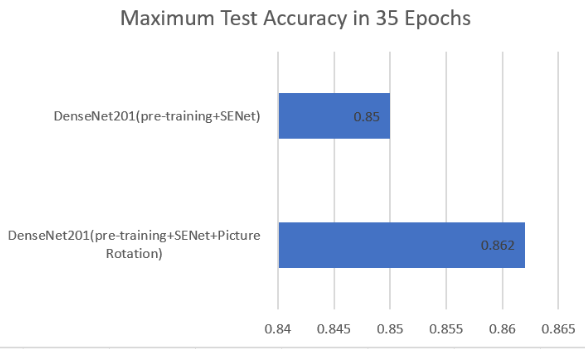 Maximum Test Accuracy in 35 Epochs
DenseNet201(pre-training+SENet)
0.85
DenseNet201(pre-training+SENet+Picture
Rotation)
0.862
0.84 0.845 0.85 0.855 0.86 0.865